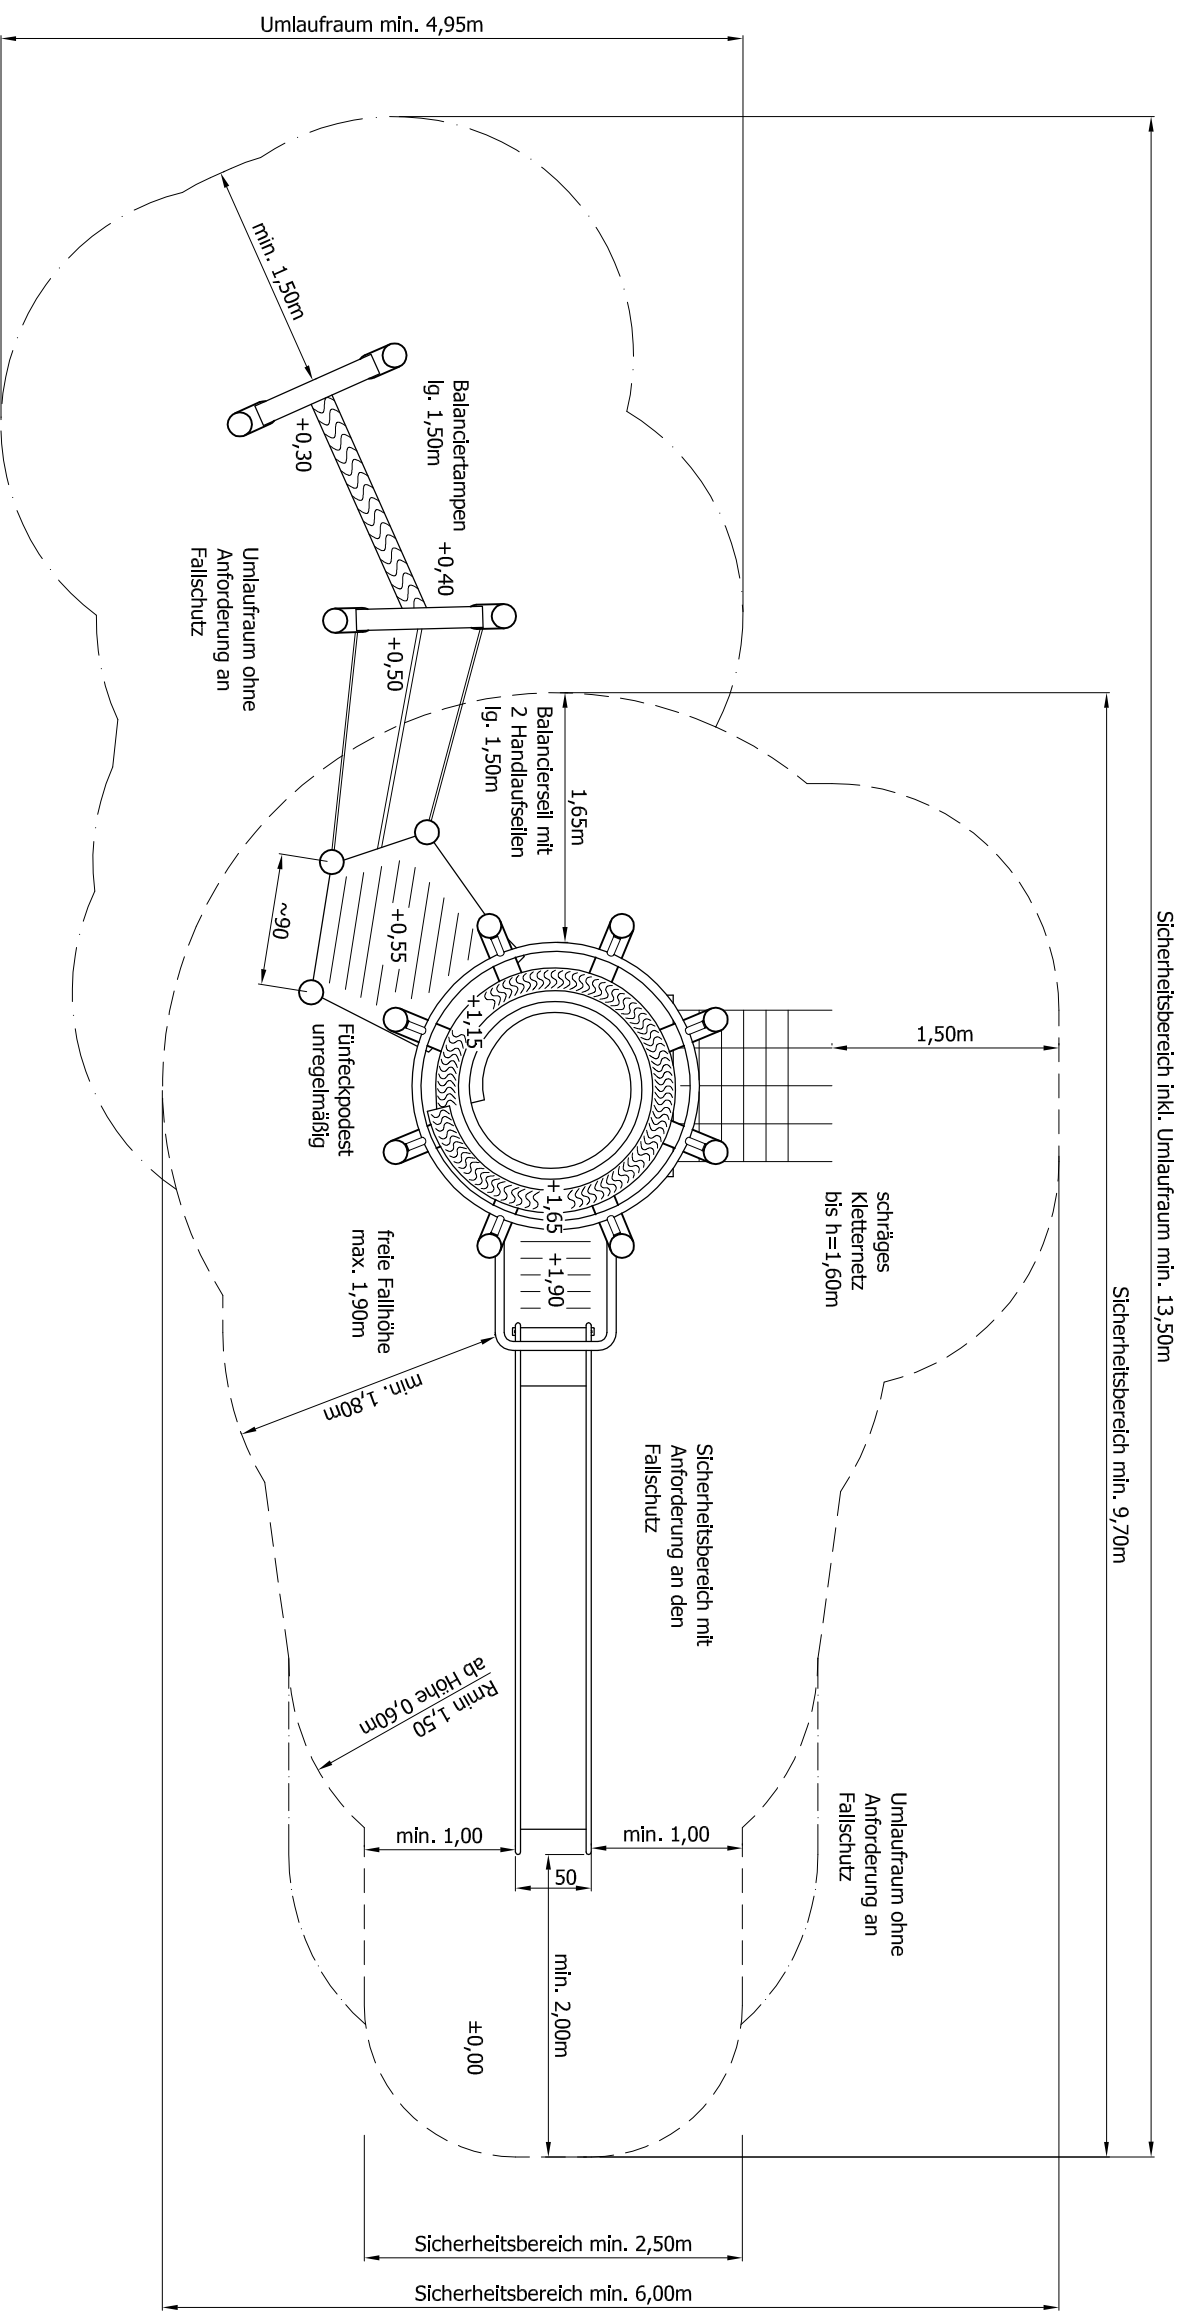 Umlaufraum min. 4,95m
min. 1,50m
+0,30
Balanciertampen
lg. 1,50m
+0,40
Umlaufraum ohne
Anforderung an
Fallschutz
+0,50
Balancierseil mit
2 Handlaufseilen
lg. 1,50m
1,65m
~90
+0,55
+1,15
Fünfeckpodest
unregelmäßig
1,50m
Sicherheitsbereich inkl. Umlaufraum min. 13,50m
Sicherheitsbereich min. 9,70m
schräges
Kletternetz
bis h=1,60m
+1,65
+1,90
freie Fallhöhe
max. 1,90m
min. 1,80m
Sicherheitsbereich mit
Anforderung an den
Fallschutz
Rmin 1,50
ab Höhe 0,60m
Umlaufraum ohne
Anforderung an
Fallschutz
min. 1,00
min. 1,00
50
min. 2,00m
±0,00
Sicherheitsbereich min. 2,50m
Sicherheitsbereich min. 6,00m